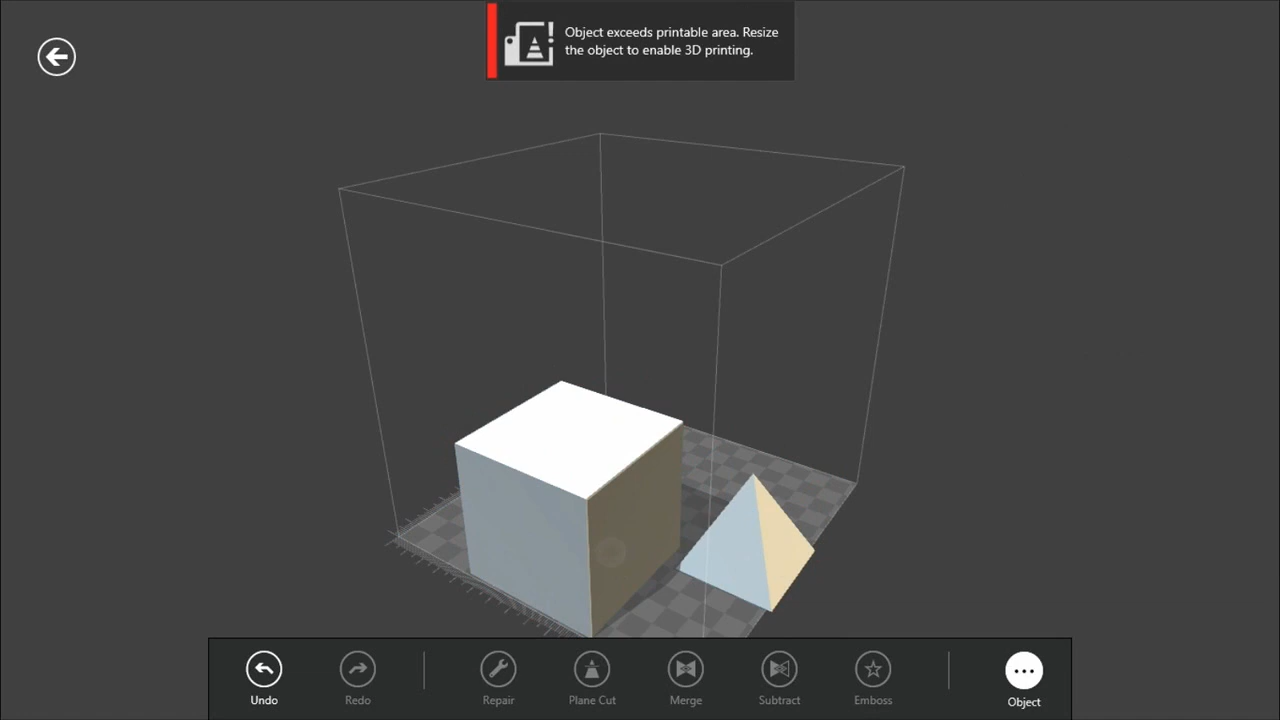 Object exceeds printable area. Resize
the object to enable 3D printing.
Undo
Redo
Repair
Plane Cut
Merge
Subtract
Emboss
Object